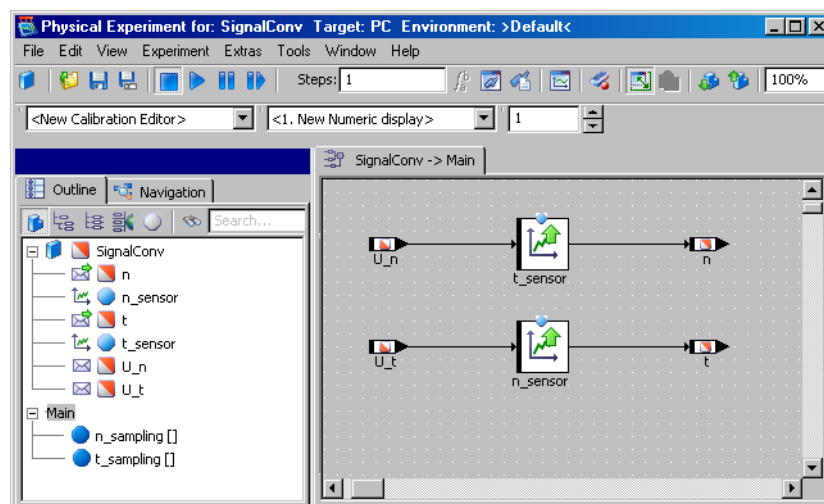 Physical Experiment for: SignalConv Target: PC Environment: >Default<
File Edit View Experiment Extras Tools Window Help
Steps: 1
100%
<New Calibration Editor>
<1. New Numeric display>
1
SignalConv -> Main
Outline
Navigation
Search...
SignalConv
n
n_sensor
t
t_sensor
U_n
U_t
Main
n_sampling []
t_sampling []
U_n
t_sensor
n
U_t
n_sensor
t